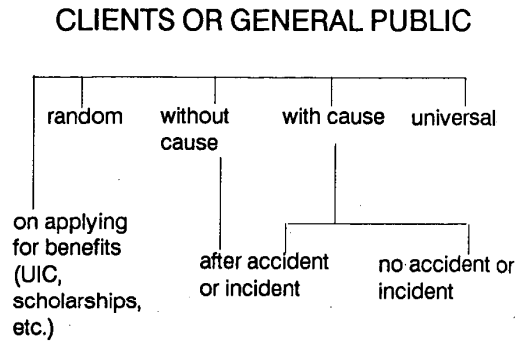 CLIENTS OR GENERAL PUBLIC
random
without
cause
with cause
universal
on applying
for benefits
(UIC,
scholarships,
etc.)
after accident
or incident
no accident or
incident